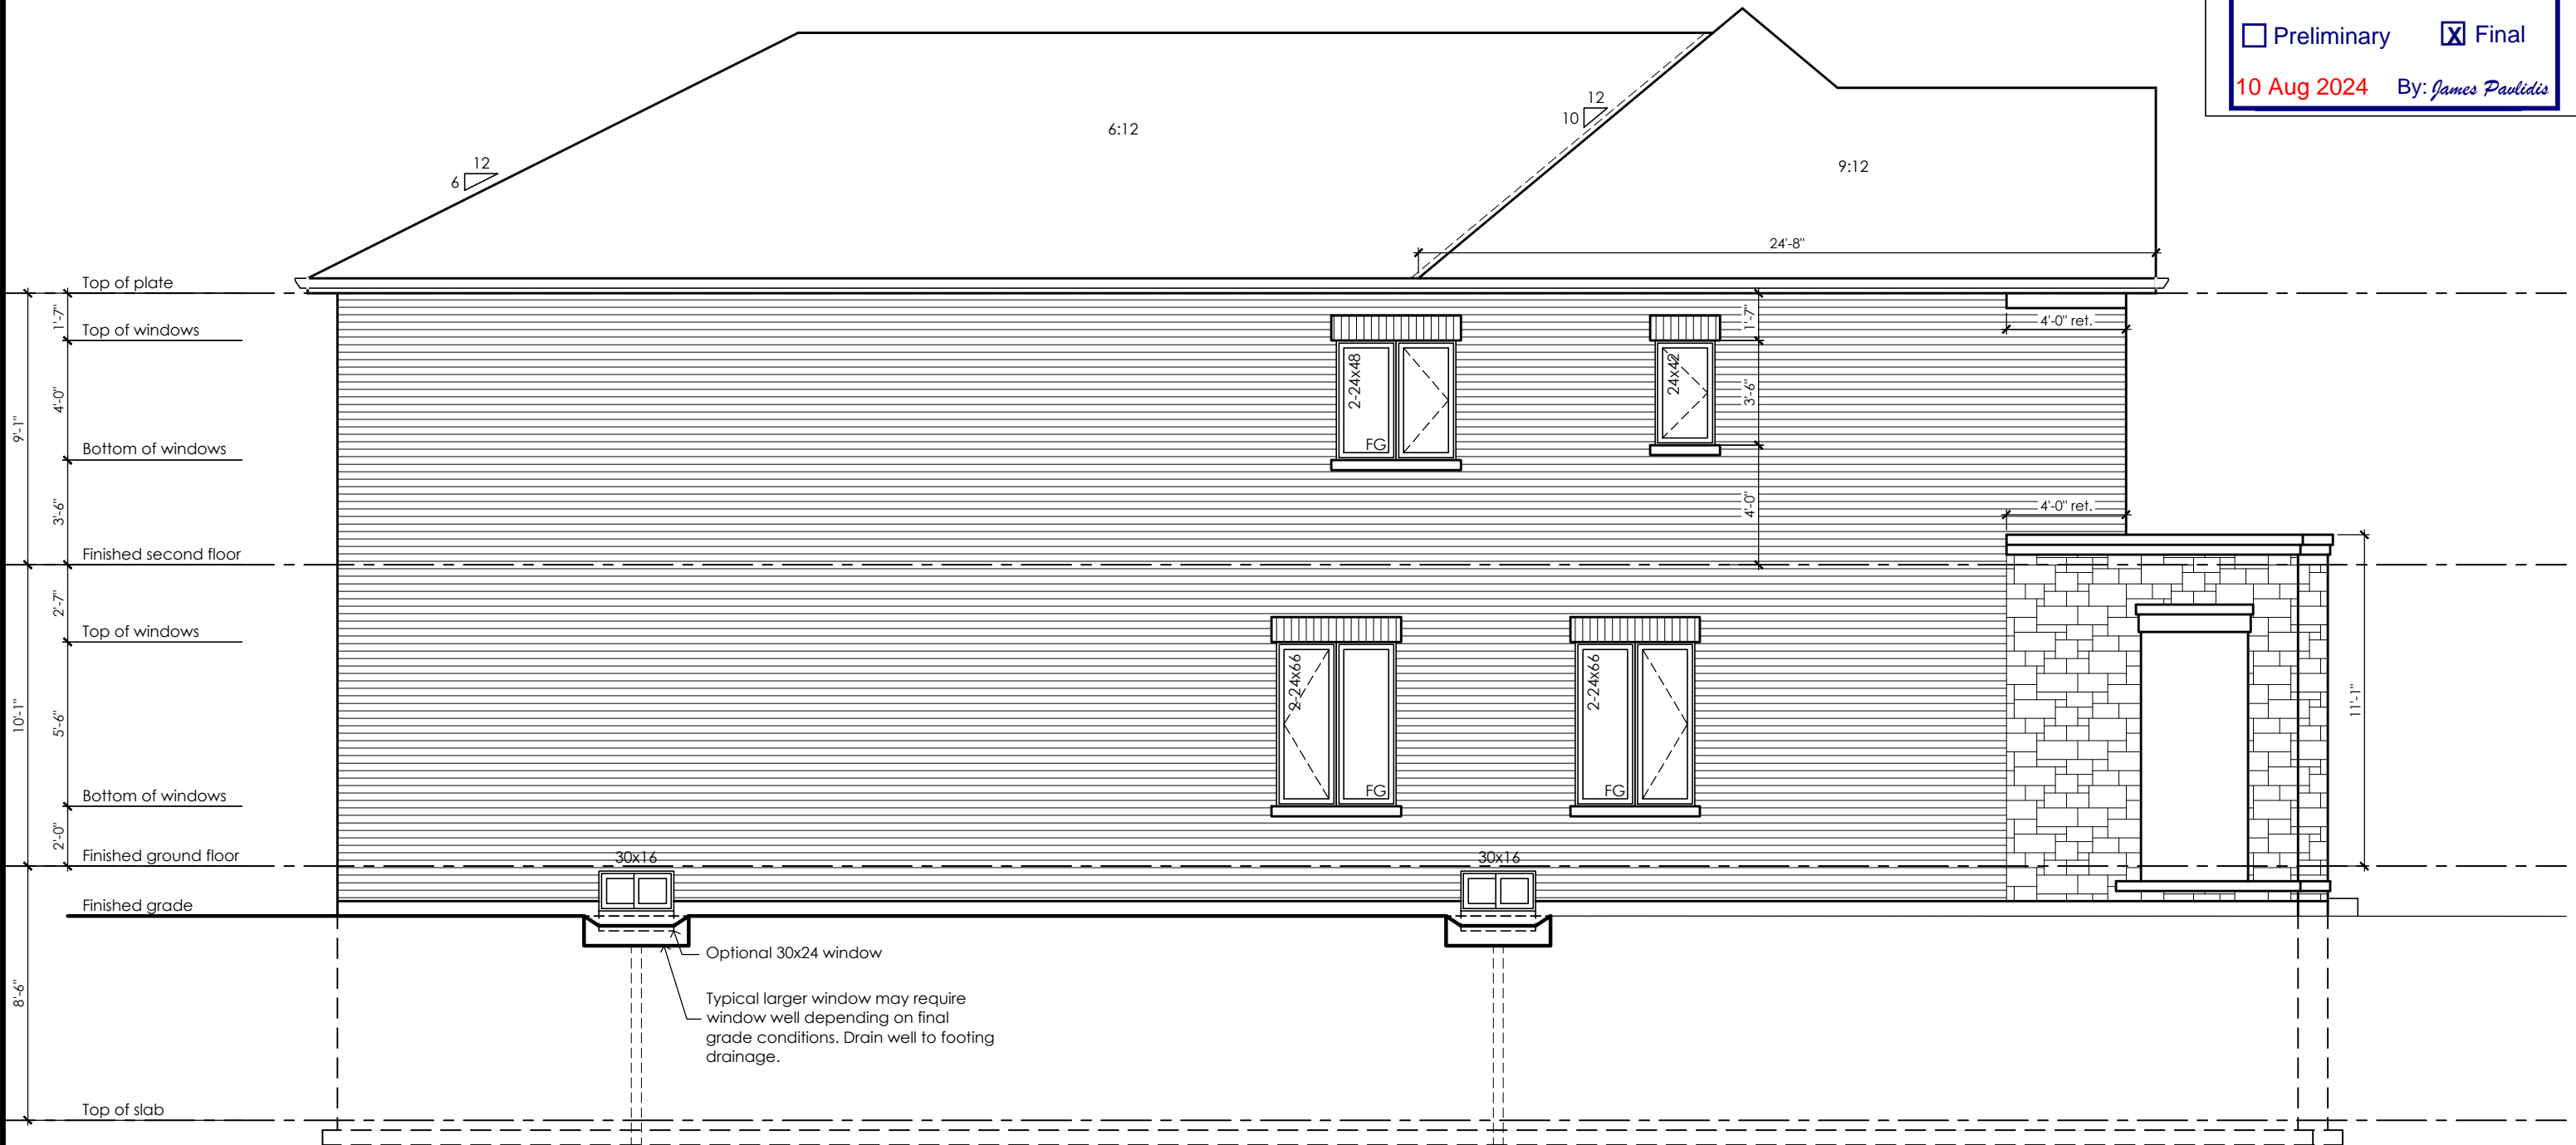 Preliminary
X Final
10 Aug 2024 By: James Pavlidis
12
6
6:12
12
10
9:12
24'-8"
Top of plate
1'-7"
Top of windows
4'-0"
9'-1"
Bottom of windows
3'-6"
Finished second floor
2'-7"
Top of windows
10'-1"
5'-6"
Bottom of windows
2'-0"
Finished ground floor
Finished grade
8'-6"
Top of slab
2-24x48
FG
24x42
1'-7"
3'-6"
4'-0"
4'-0" ret.
4'-0" ret.
2-24x66
FG
2-24x66
FG
11'-1"
30x16
30x16
Optional 30x24 window
Typical larger window may require
window well depending on final
grade conditions. Drain well to footing
drainage.